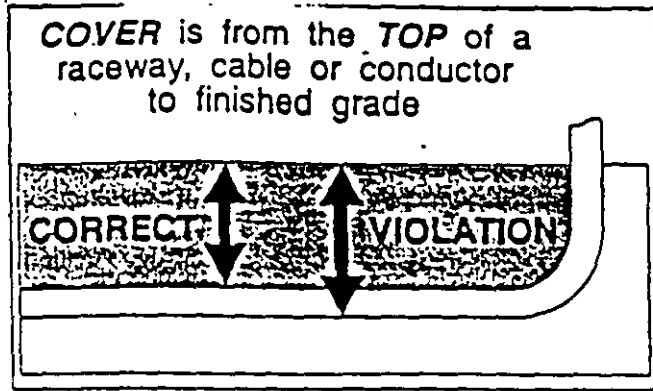 COVER is from the TOP of a
raceway, cable or conductor
to finished grade
CORRECT
VIOLATION